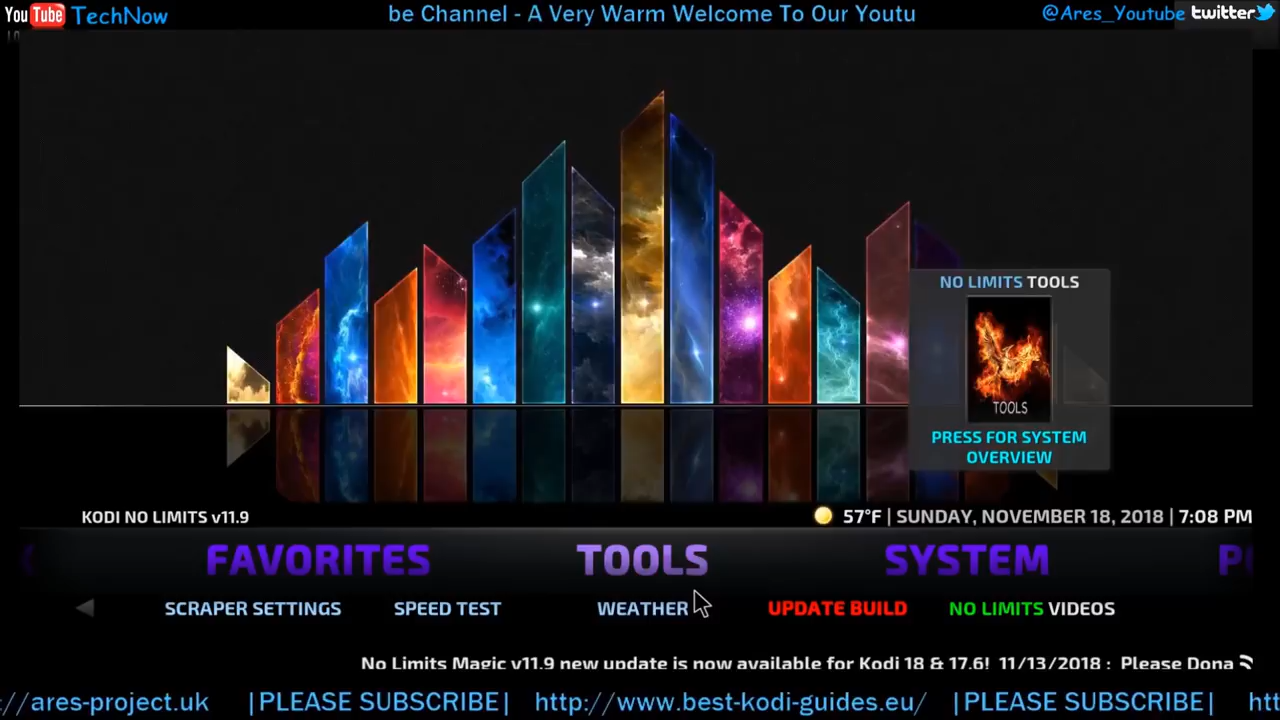 YouTube TechNow
be Channel - A Very Warm Welcome To Our Youtu
@Ares_Youtube twitter
NO LIMITS TOOLS
TOOLS
PRESS FOR SYSTEM
OVERVIEW
KODI NO LIMITS v11.9
57°F | SUNDAY, NOVEMBER 18, 2018 | 7:08 PM
FAVORITES TOOLS SYSTEM
SCRAPER SETTINGS SPEED TEST WEATHER UPDATE BUILD NO LIMITS VIDEOS
No Limits Magic v11.9 new update is now available for Kodi 18 & 17.6! 11/13/2018 : Please Dona
://ares-project.uk |PLEASE SUBSCRIBE| http://www.best-kodi-guides.eu/ |PLEASE SUBSCRIBE| htt